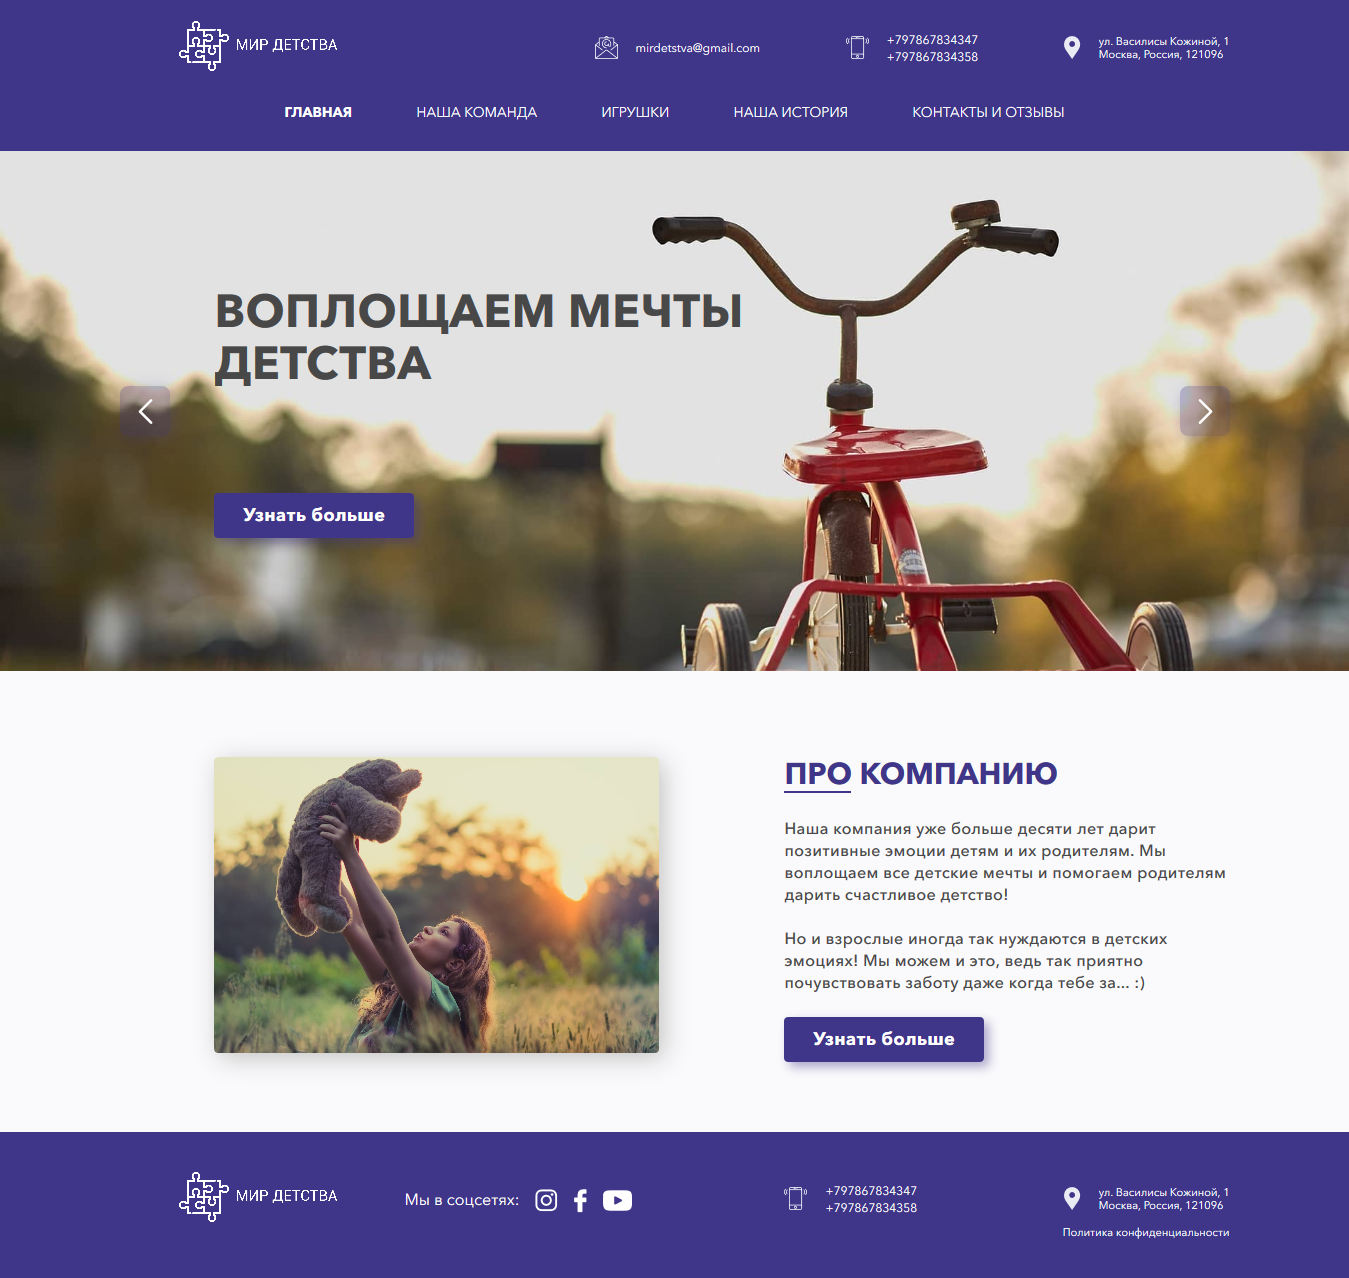 МИР ДЕТСТВА
mirdetstva@gmail.com
+797867834347
+797867834358
ул. Василисы Кожиной, 1
Москва, Россия, 121096
ГЛАВНАЯ
НАША КОМАНДА
ИГРУШКИ
НАША ИСТОРИЯ
КОНТАКТЫ И ОТЗЫВЫ
ВОПЛОЩАЕМ МЕЧТЫ
ДЕТСТВА
Узнать больше
ПРО КОМПАНИЮ
Наша компания уже больше десяти лет дарит
позитивные эмоции детям и их родителям. Мы
воплощаем все детские мечты и помогаем родителям
дарить счастливое детство!
Но и взрослые иногда так нуждаются в детских
эмоциях! Мы можем и это, ведь так приятно
почувствовать заботу даже когда тебе за... :)
Узнать больше
МИР ДЕТСТВА
Мы в соцсетях:
+797867834347
+797867834358
ул. Василисы Кожиной, 1
Москва, Россия, 121096
Политика конфиденциальности